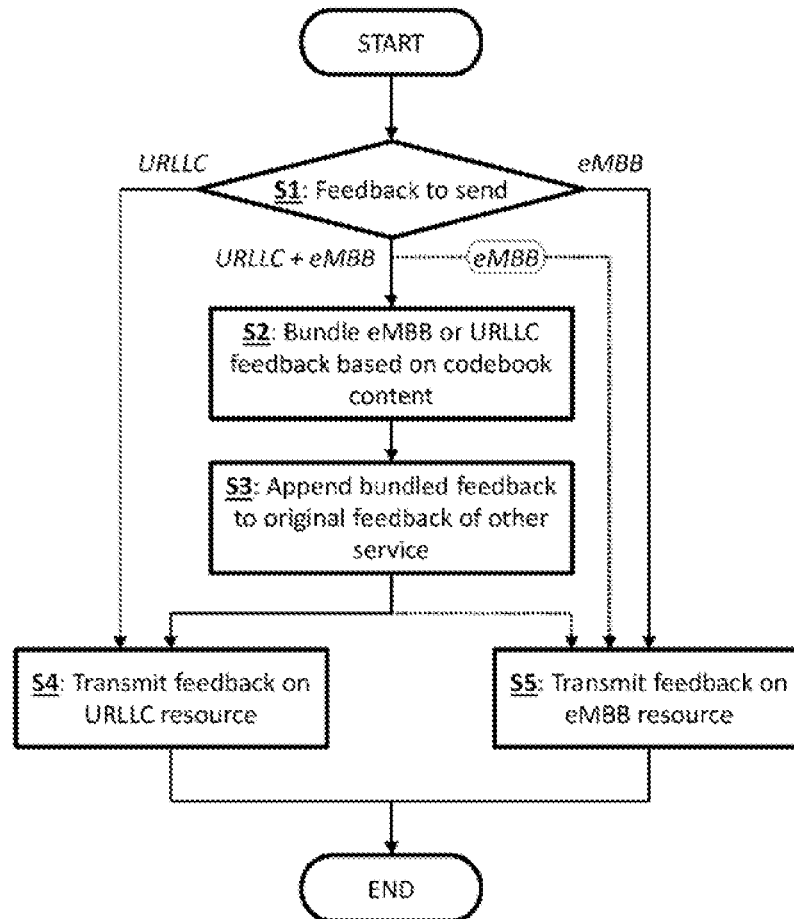 START
URLLC
eMBB
S1: Feedback to send
URLLC + eMBB
eMBB
S2: Bundle eMBB or URLLC
feedback based on codebook
content
S3: Append bundled feedback
to original feedback of other
service
S4: Transmit feedback on
URLLC resource
S5: Transmit feedback on
eMBB resource
END